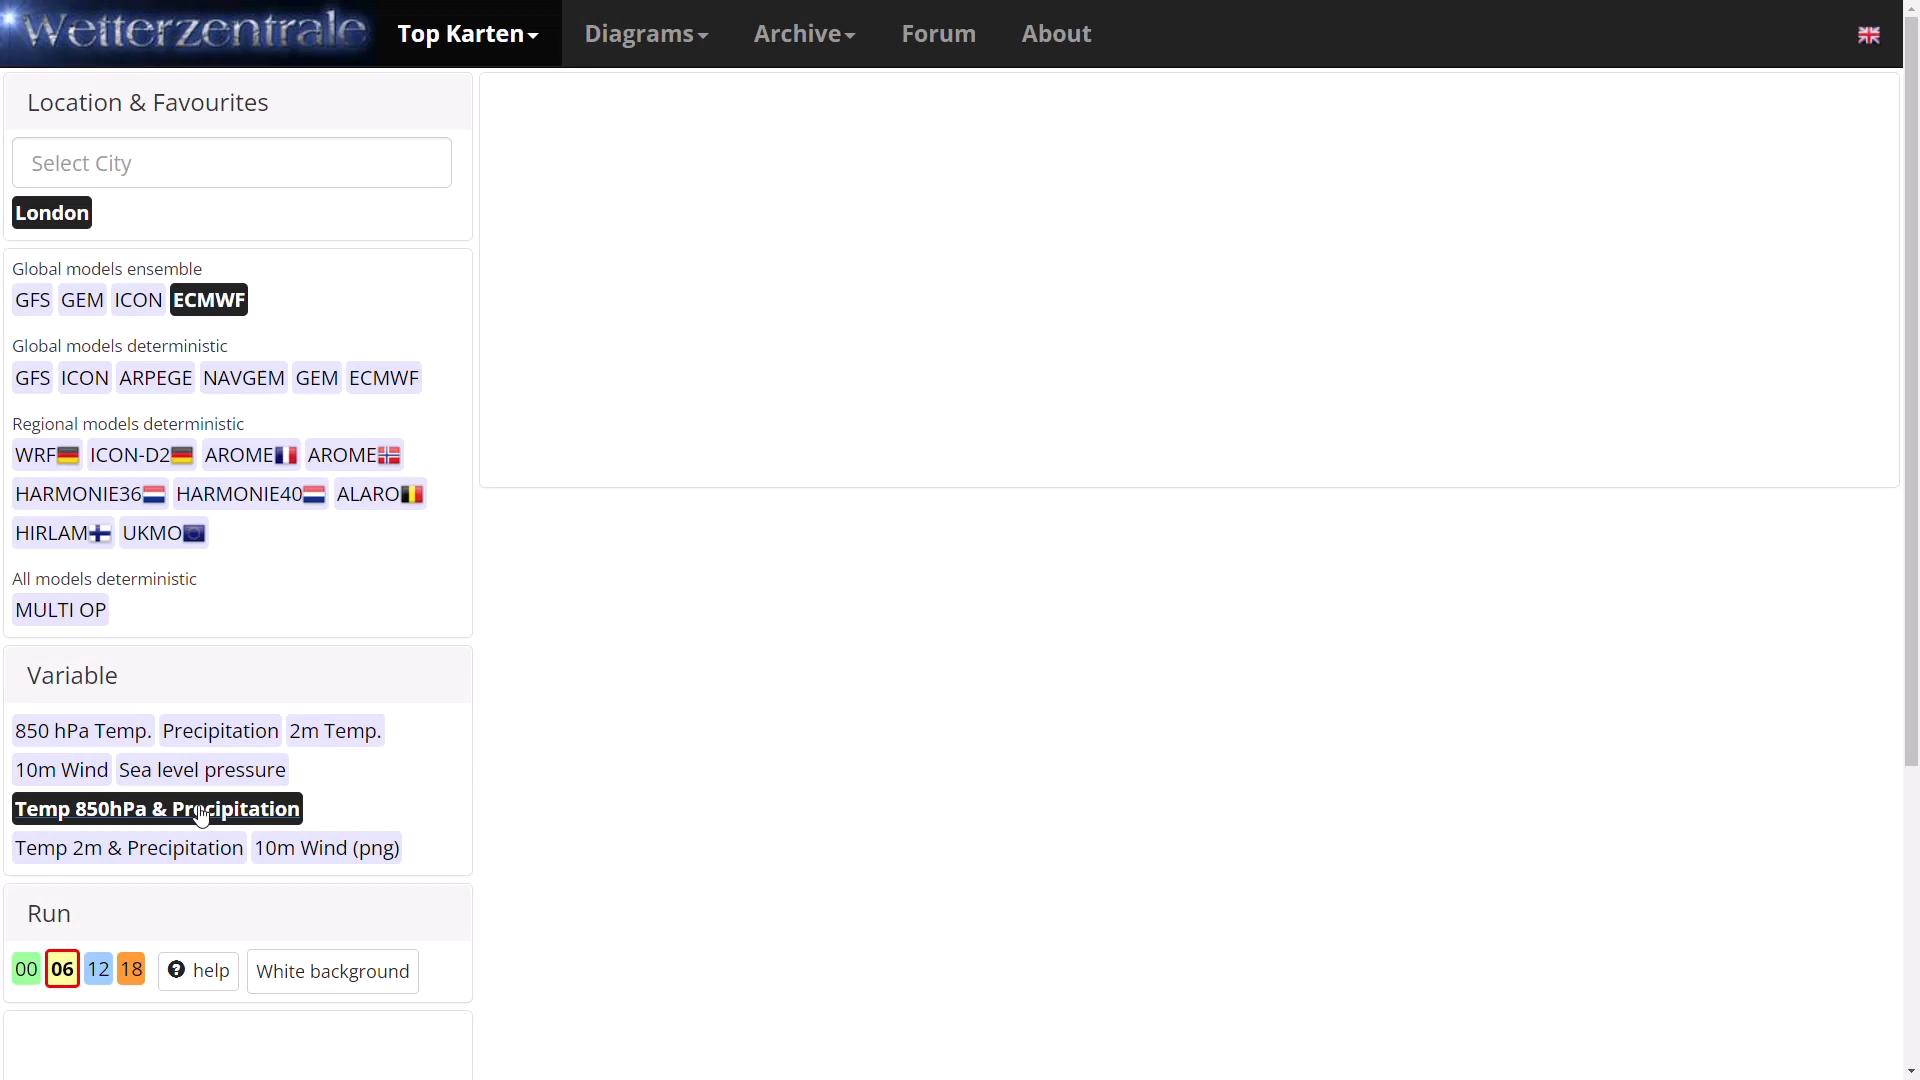 Wetterzentrale Top Karten Diagrams Archive Forum About
Location & Favourites
Select City
London
Global models ensemble
GFS GEM ICON ECMWF
Global models deterministic
GFS ICON ARPEGE NAVGEM GEM ECMWF
Regional models deterministic
WRF ICON-D2 AROME AROME
HARMONIE36 HARMONIE40 ALARO
HIRLAM UKMO
All models deterministic
MULTI OP
Variable
850 hPa Temp. Precipitation 2m Temp.
10m Wind Sea level pressure
Temp 850hPa & Precipitation
Temp 2m & Precipitation 10m Wind (png)
Run
00 06 12 18 help White background